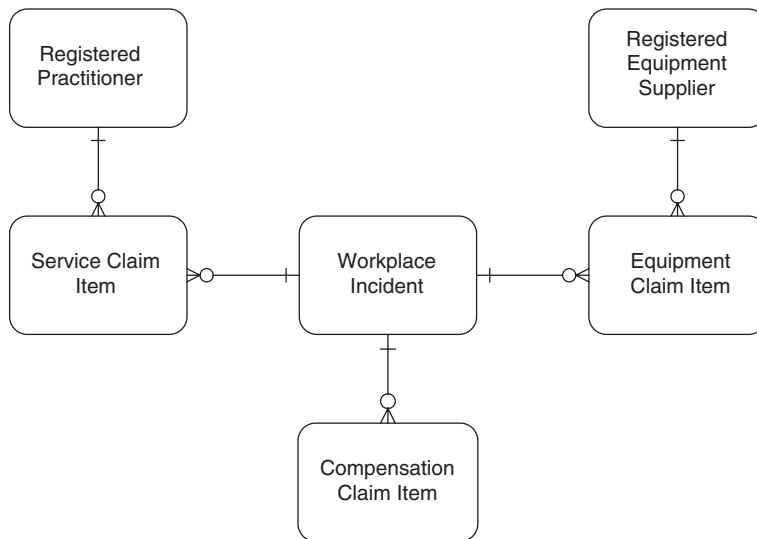 Registered
Practitioner
Registered
Equipment
Supplier
Service Claim
Item
Workplace
Incident
Equipment
Claim Item
Compensation
Claim Item